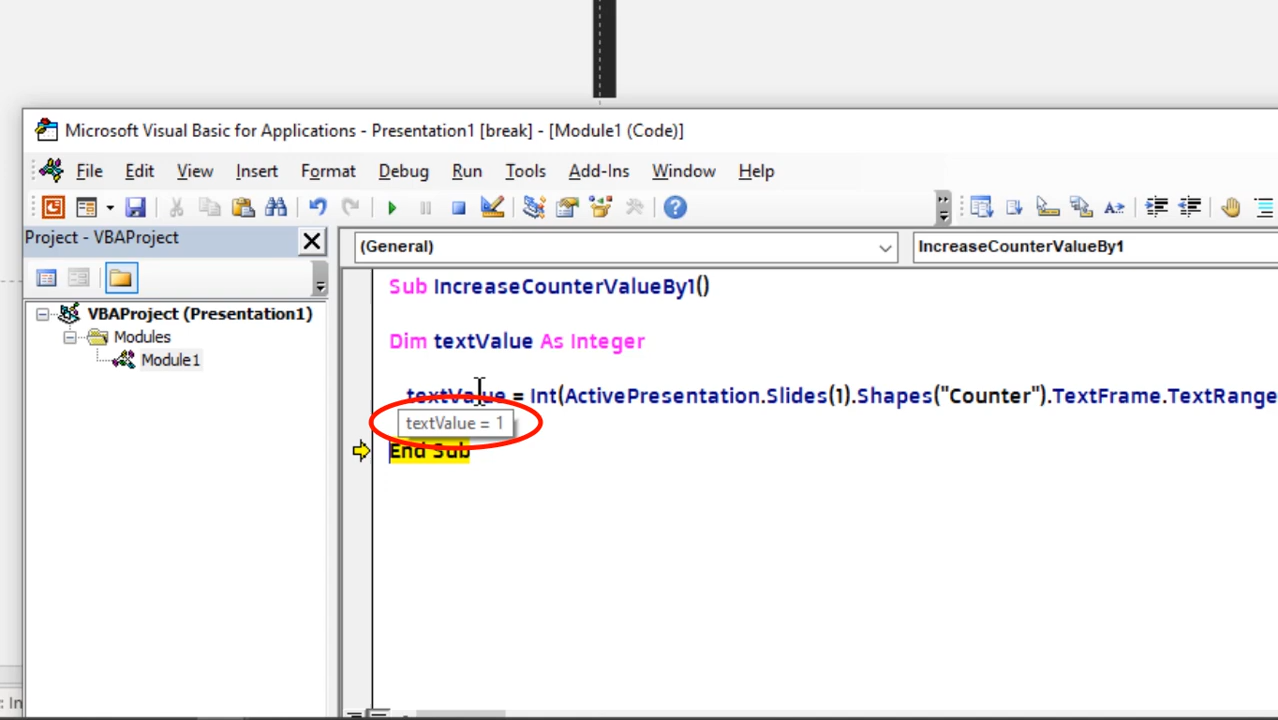 Microsoft Visual Basic for Applications - Presentation1 [break] - [Module1 (Code)]
File Edit View Insert Format Debug Run Tools Add-Ins Window Help
Project - VBAProject
(General)
IncreaseCounterValueBy1
VBAProject (Presentation1)
Modules
Module1
Sub IncreaseCounterValueBy1()
Dim textValue As Integer
textValue = Int(ActivePresentation.Slides(1).Shapes("Counter").TextFrame.TextRange
textValue = 1
End Sub
: In